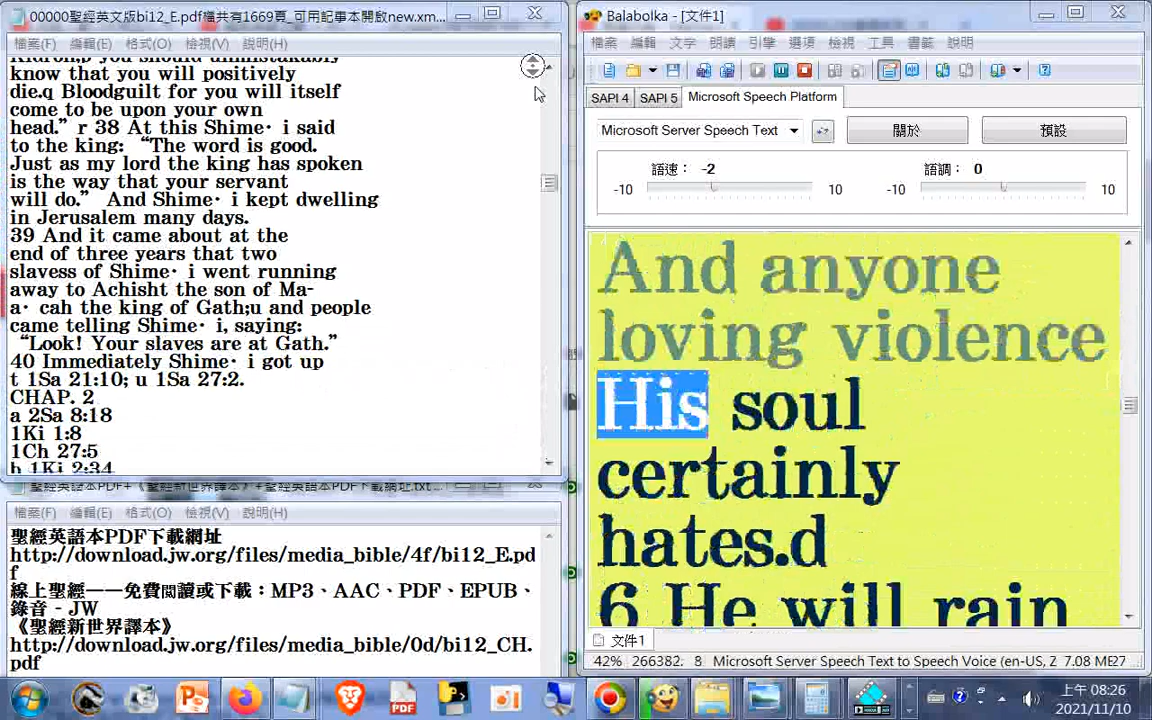 00000聖經英文版bi12_E.pdf檔共有1669頁_可用記事本開啟new.xm...
檔案(F) 編輯(E) 格式(O) 檢視(V) 說明(H)
know that you will positively
die.q Bloodguilt for you will itself
come to be upon your own
head.” r 38 At this Shime· i said
to the king: “The word is good.
Just as my lord the king has spoken
is the way that your servant
will do.” And Shime· i kept dwelling
in Jerusalem many days.
39 And it came about at the
end of three years that two
slavess of Shime· i went running
away to Achisht the son of Ma-
a· cah the king of Gath;u and people
came telling Shime· i, saying:
“Look! Your slaves are at Gath.”
40 Immediately Shime· i got up
t 1Sa 21:10; u 1Sa 27:2.
CHAP. 2
a 2Sa 8:18
1Ki 1:8
1Ch 27:5
b 1Ki 2:34
聖經英語本PDF+《聖經新世界譯本》+聖經英語本PDF下載網址.txt ...
檔案(F) 編輯(E) 格式(O) 檢視(V) 說明(H)
聖經英語本PDF下載網址
http://download.jw.org/files/media_bible/4f/bi12_E.pd
f
線上聖經——免費閱讀或下載：MP3、AAC、PDF、EPUB、
錄音 - JW
《聖經新世界譯本》
http://download.jw.org/files/media_bible/0d/bi12_CH.
pdf
Balabolka - [文件1]
檔案 編輯 文字 朗讀 引擎 選項 檢視 工具 書籤 說明
SAPI 4 SAPI 5 Microsoft Speech Platform
Microsoft Server Speech Text 關於 預設
語速： -2 語調： 0
-10 10 -10 10
And anyone
loving violence
His soul
certainly
hates.d
6 He will rain
文件1
42% 266382: 8 Microsoft Server Speech Text to Speech Voice (en-US, Z 7.08 ME27
上午 08:26
2021/11/10